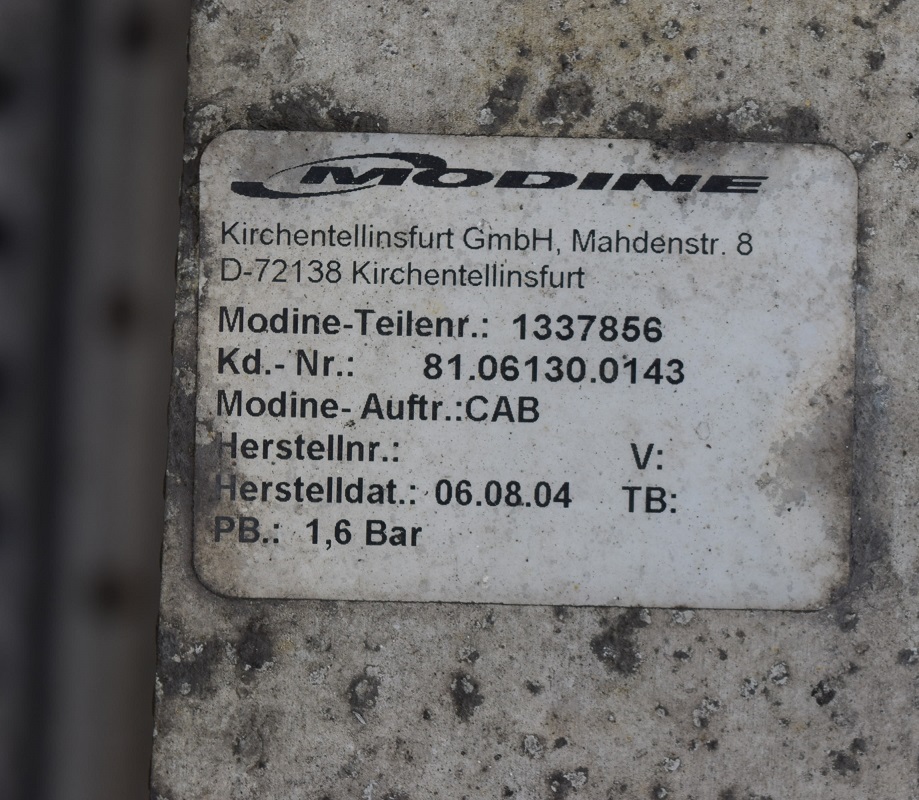 MODINE
Kirchentellinsfurt GmbH, Mahdenstr. 8
D-72138 Kirchentellinsfurt
Modine-Teilenr.: 1337856
Kd.- Nr.: 81.06130.0143
Modine- Auftr.:CAB
Herstellnr.: V:
Herstelldat.: 06.08.04 TB:
PB.: 1,6 Bar